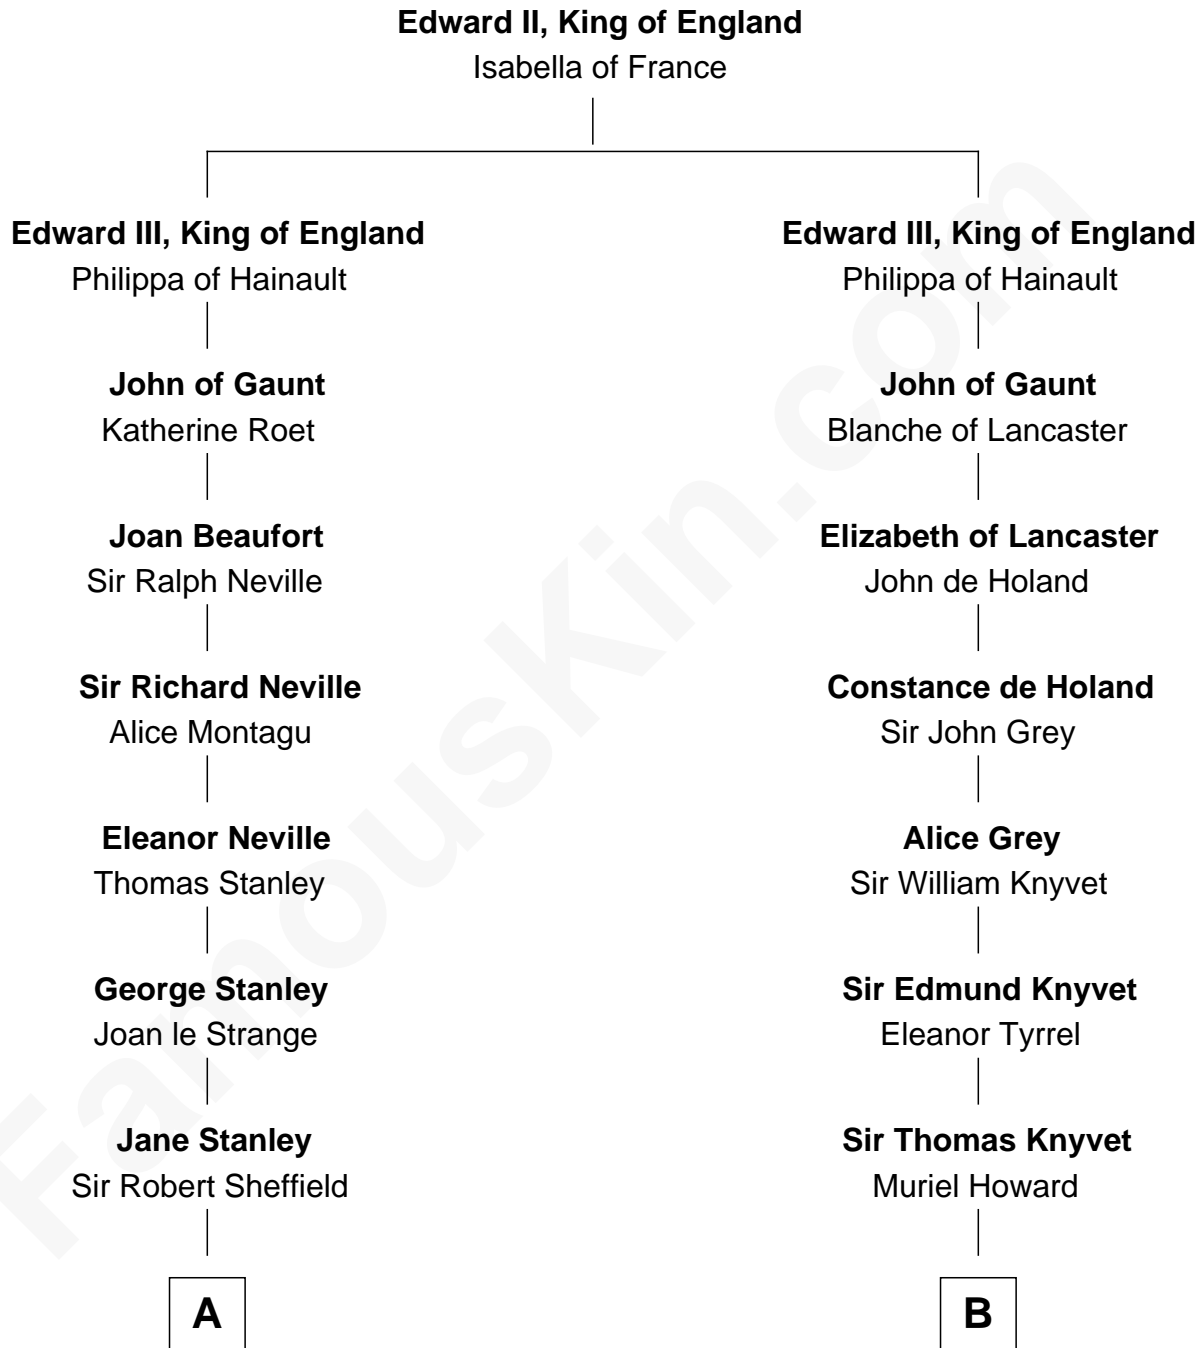 Edward II, King of England
Isabella of France
Edward III, King of England
Philippa of Hainault
John of Gaunt
Katherine Roet
Joan Beaufort
Sir Ralph Neville
Sir Richard Neville
Alice Montagu
Eleanor Neville
Thomas Stanley
George Stanley
Joan le Strange
Jane Stanley
Sir Robert Sheffield
A
Edward III, King of England
Philippa of Hainault
John of Gaunt
Blanche of Lancaster
Elizabeth of Lancaster
John de Holand
Constance de Holand
Sir John Grey
Alice Grey
Sir William Knyvet
Sir Edmund Knyvet
Eleanor Tyrrel
Sir Thomas Knyvet
Muriel Howard
B
FamousKin.com